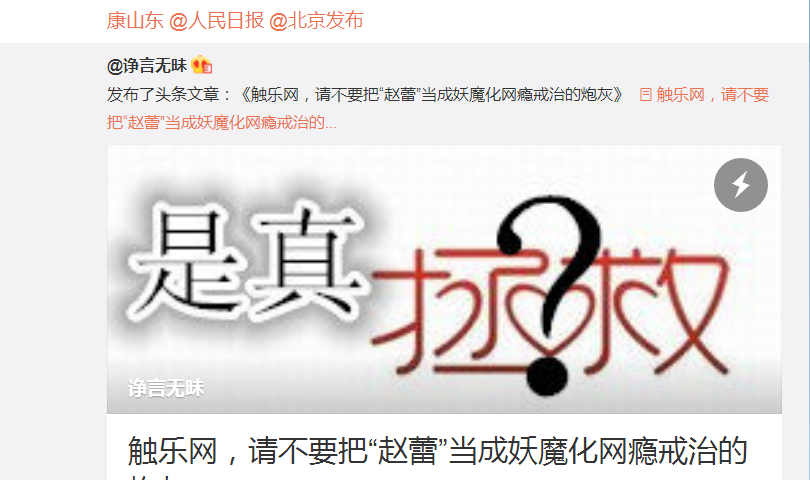 康山东 @人民日报 @北京发布
@诤言无昧
发布了头条文章：《触乐网，请不要把“赵蕾”当成妖魔化网瘾戒治的炮灰》 触乐网，请不要
把“赵蕾”当成妖魔化网瘾戒治的...
是真拯救?
诤言无昧
触乐网，请不要把“赵蕾”当成妖魔化网瘾戒治的